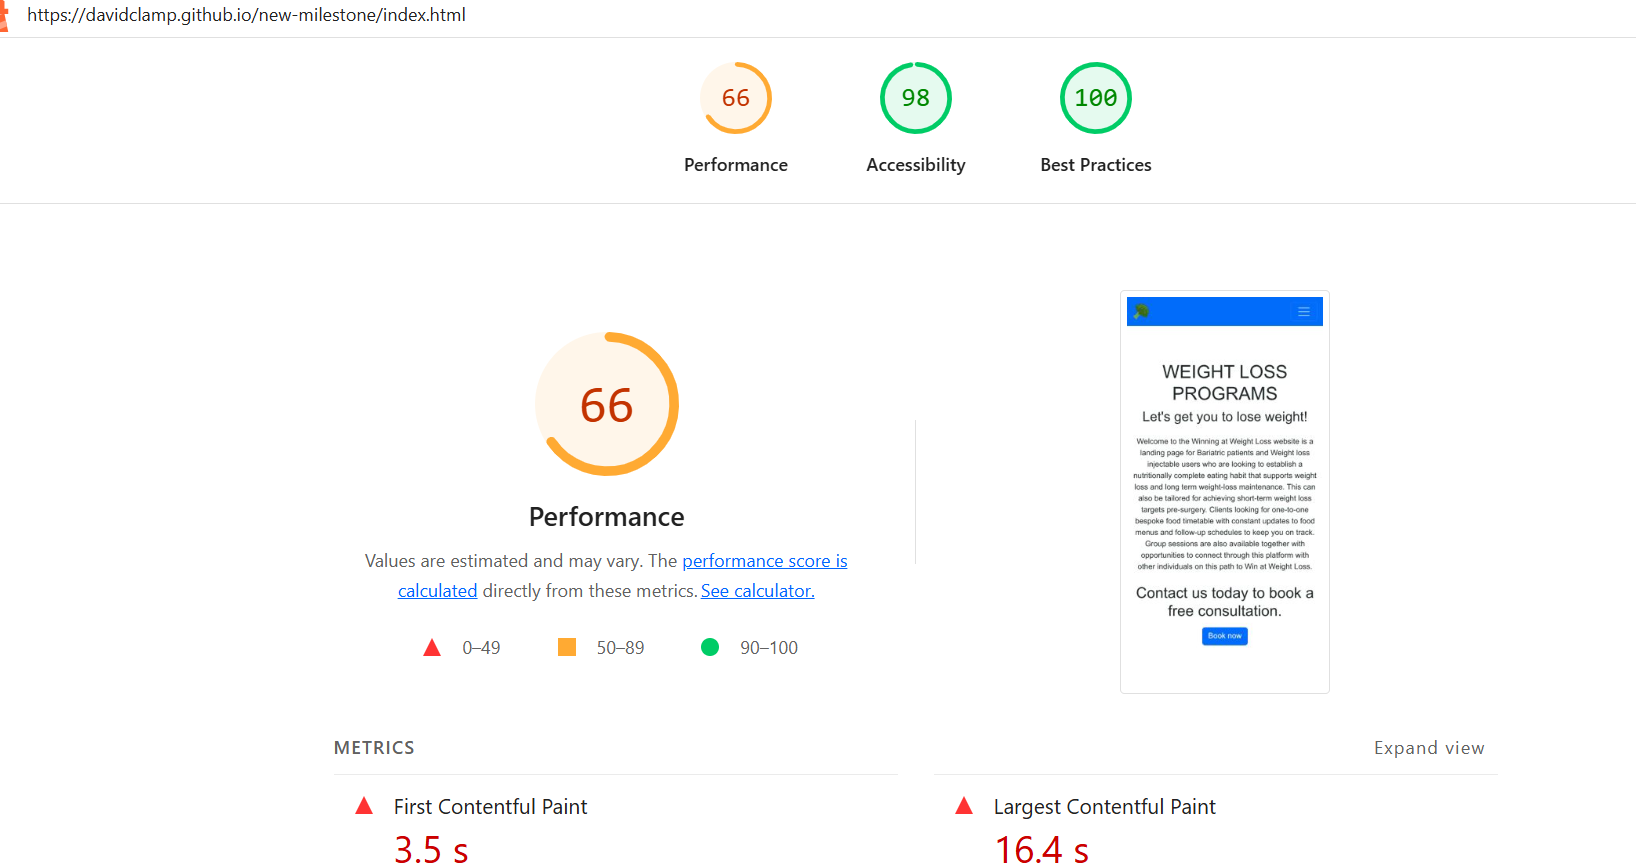 https://davidclamp.github.io/new-milestone/index.html
66
98
100
Performance
Accessibility
Best Practices
66
Performance
Values are estimated and may vary. The performance score is
calculated directly from these metrics. See calculator.
0–49
50–89
90–100
WEIGHT LOSS
PROGRAMS
Let's get you to lose weight!
Welcome to the Winning at Weight Loss website is a
landing page for Bariatric patients and Weight loss
injectable users who are looking to establish a
nutritionally complete eating habit that supports weight
loss and long term weight-loss maintenance. This can
also be tailored for achieving short-term weight loss
targets pre-surgery. Clients looking for one-to-one
bespoke food timetable with constant updates to food
menus and follow-up schedules to keep you on track.
Group sessions are also available together with
opportunities to connect through this platform with
other individuals on this path to Win at Weight Loss.
Contact us today to book a
free consultation.
Book now
METRICS
Expand view
First Contentful Paint
3.5 s
Largest Contentful Paint
16.4 s